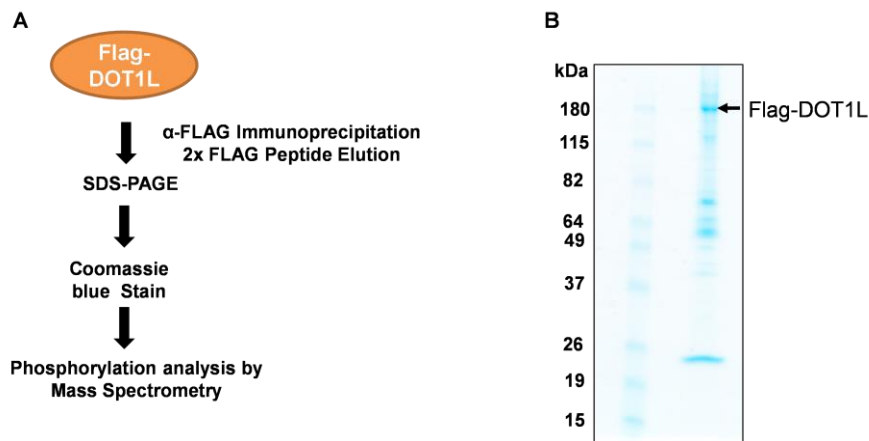 A
Flag-
DOT1L
α-FLAG Immunoprecipitation
2x FLAG Peptide Elution
SDS-PAGE
Coomassie
blue Stain
Phosphorylation analysis by
Mass Spectrometry
B
kDa
180
115
82
64
49
37
26
19
15
Flag-DOT1L